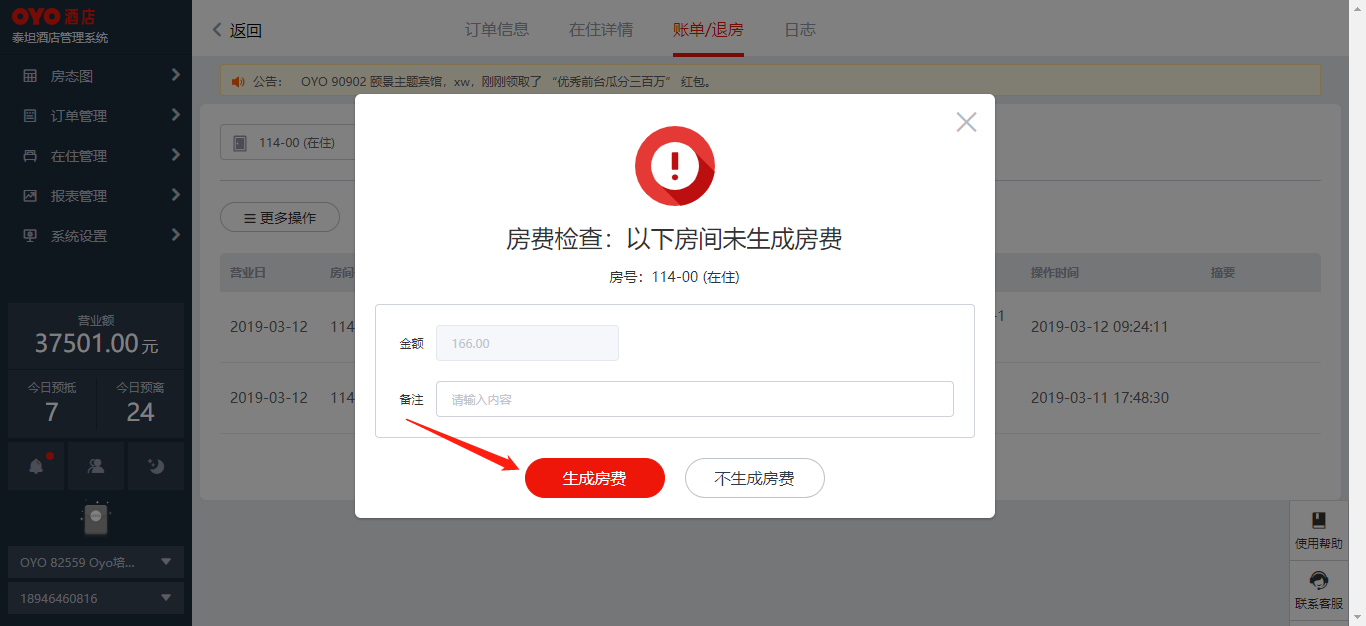 OYO 酒店
泰坦酒店管理系统
房态图
订单管理
在住管理
报表管理
系统设置
营业额
37501.00 元
今日预抵
7
今日预离
24
OYO 82559 Oyo培...
18946460816
返回
订单信息
在住详情
账单/退房
日志
公告: OYO 90902 颐景主题宾馆，xw，刚刚领取了 “优秀前台瓜分三百万” 红包。
114-00 (在住)
更多操作
营业日 房间 操作时间 摘要
2019-03-12 114 -1 2019-03-12 09:24:11
2019-03-12 114 2019-03-11 17:48:30
房费检查：以下房间未生成房费
房号：114-00 (在住)
金额 166.00
备注 请输入内容
生成房费
不生成房费
使用帮助
联系客服